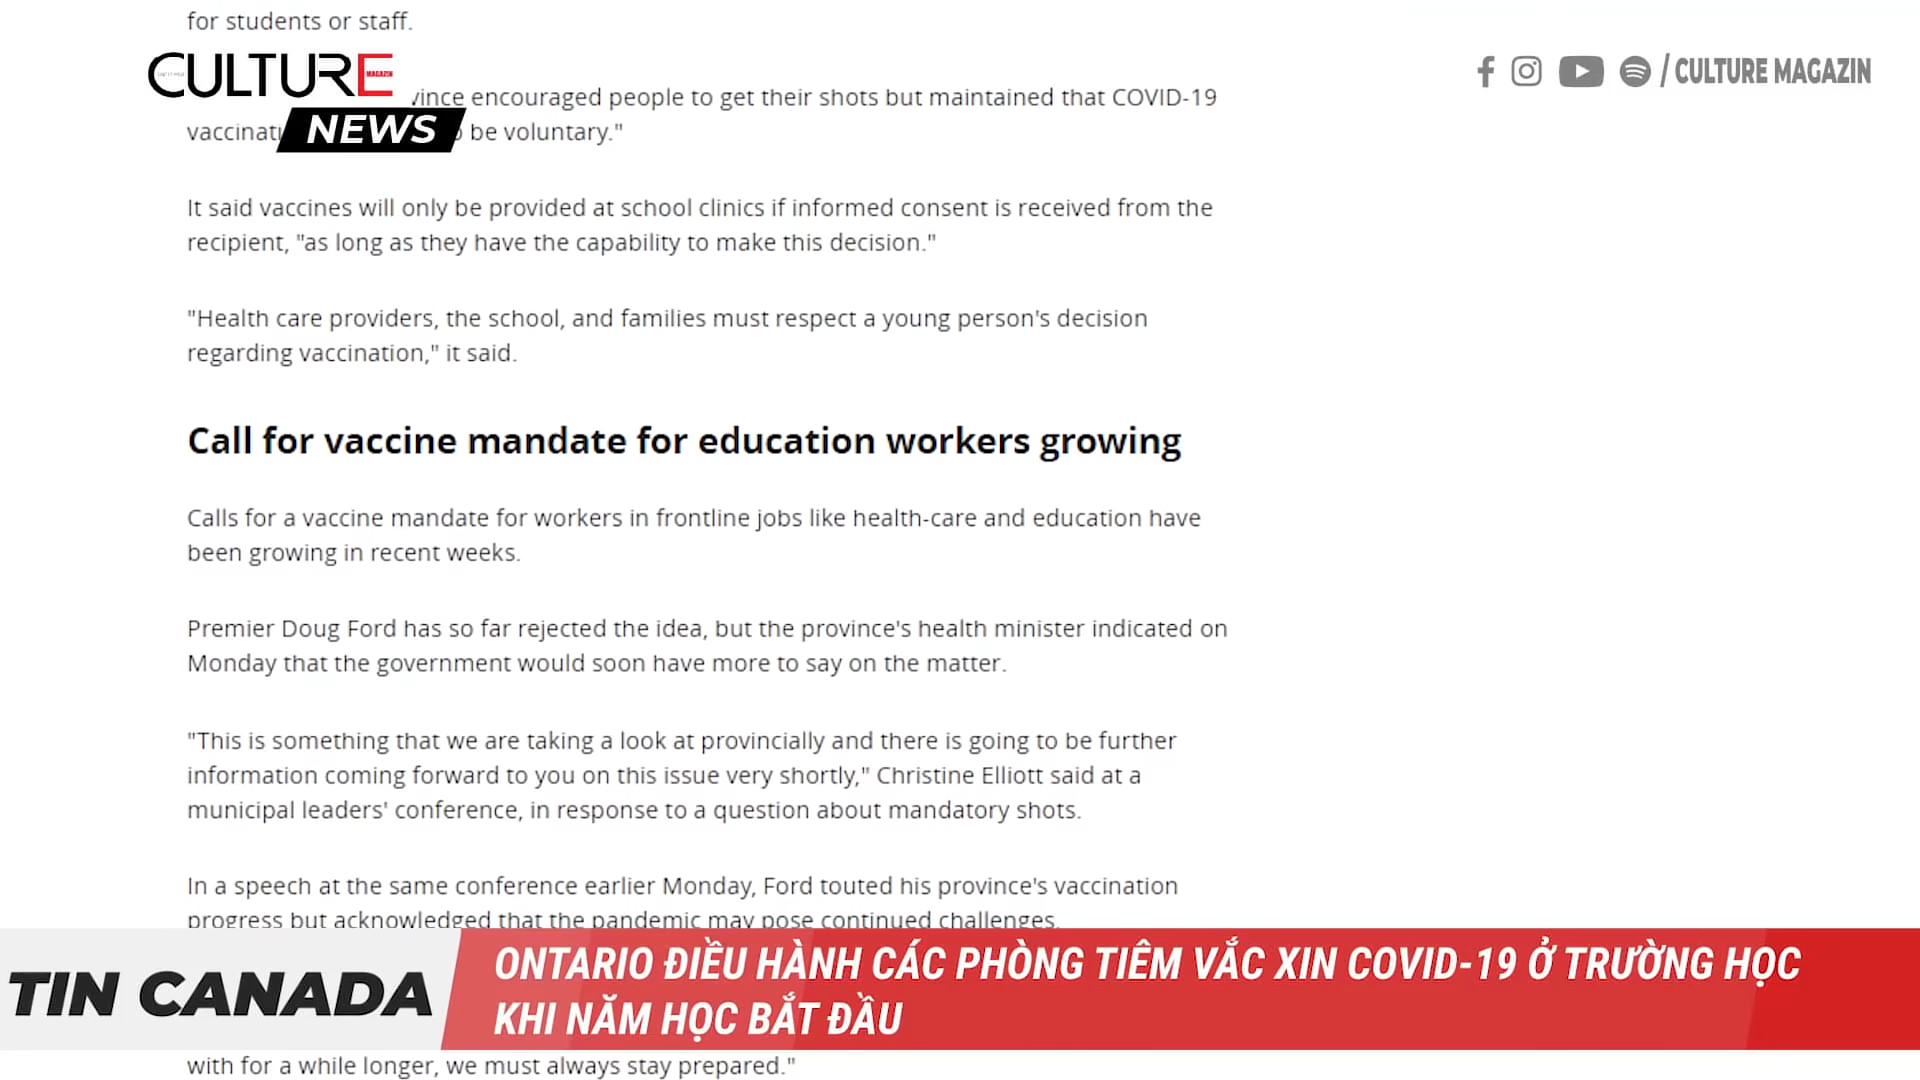 for students or staff.
CULTURE
MAGAZIN
NEWS
/ CULTURE MAGAZIN
encouraged people to get their shots but maintained that COVID-19
be voluntary."
It said vaccines will only be provided at school clinics if informed consent is received from the
recipient, "as long as they have the capability to make this decision."
"Health care providers, the school, and families must respect a young person's decision
regarding vaccination," it said.
Call for vaccine mandate for education workers growing
Calls for a vaccine mandate for workers in frontline jobs like health-care and education have
been growing in recent weeks.
Premier Doug Ford has so far rejected the idea, but the province's health minister indicated on
Monday that the government would soon have more to say on the matter.
"This is something that we are taking a look at provincially and there is going to be further
information coming forward to you on this issue very shortly," Christine Elliott said at a
municipal leaders' conference, in response to a question about mandatory shots.
In a speech at the same conference earlier Monday, Ford touted his province's vaccination
progress but acknowledged that the pandemic may pose continued challenges.
TIN CANADA
ONTARIO ĐIỀU HÀNH CÁC PHÒNG TIÊM VẮC XIN COVID-19 Ở TRƯỜNG HỌC
KHI NĂM HỌC BẮT ĐẦU
with for a while longer, we must always stay prepared."